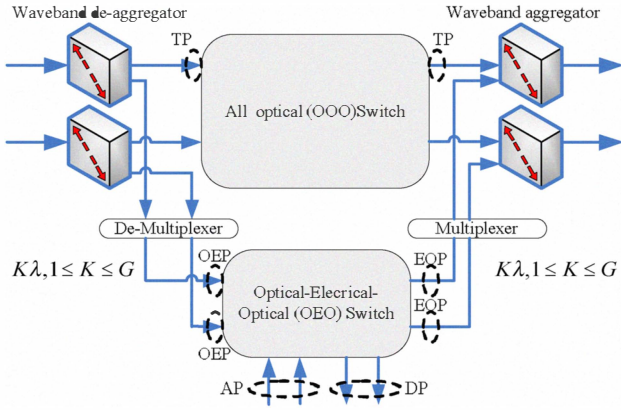 Waveband de-aggregator
Waveband aggregator
TP
TP
All optical (OOO)Switch
De-Multiplexer
Multiplexer
Kλ,1 ≤ K ≤ G
OEP
EOP
Kλ,1 ≤ K ≤ G
Optical-Elecrical-
Optical (OEO) Switch
EOP
OEP
AP
DP